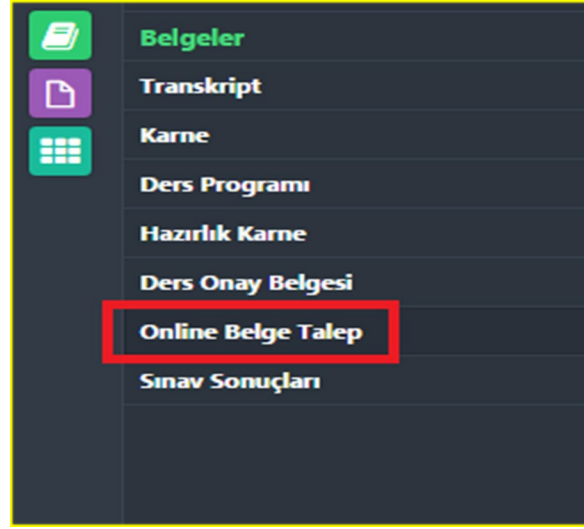 Belgeler
Transkript
Karne
Ders Programı
Hazırlık Karne
Ders Onay Belgesi
Online Belge Talep
Sınav Sonuçları